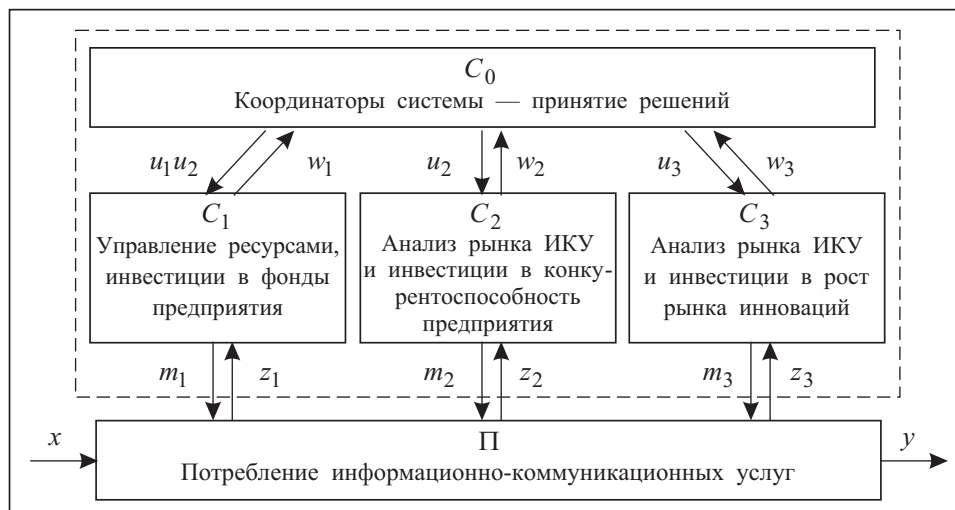 C0
Координаторы системы — принятие решений
u1u2
w1
u2
w2
u3
w3
C1
Управление ресурсами,
инвестиции в фонды
предприятия
C2
Анализ рынка ИКУ
и инвестиции в конку-
рентоспособность
предприятия
C3
Анализ рынка ИКУ
и инвестиции в рост
рынка инноваций
m1
z1
m2
z2
m3
z3
x
П
Потребление информационно-коммуникационных услуг
y